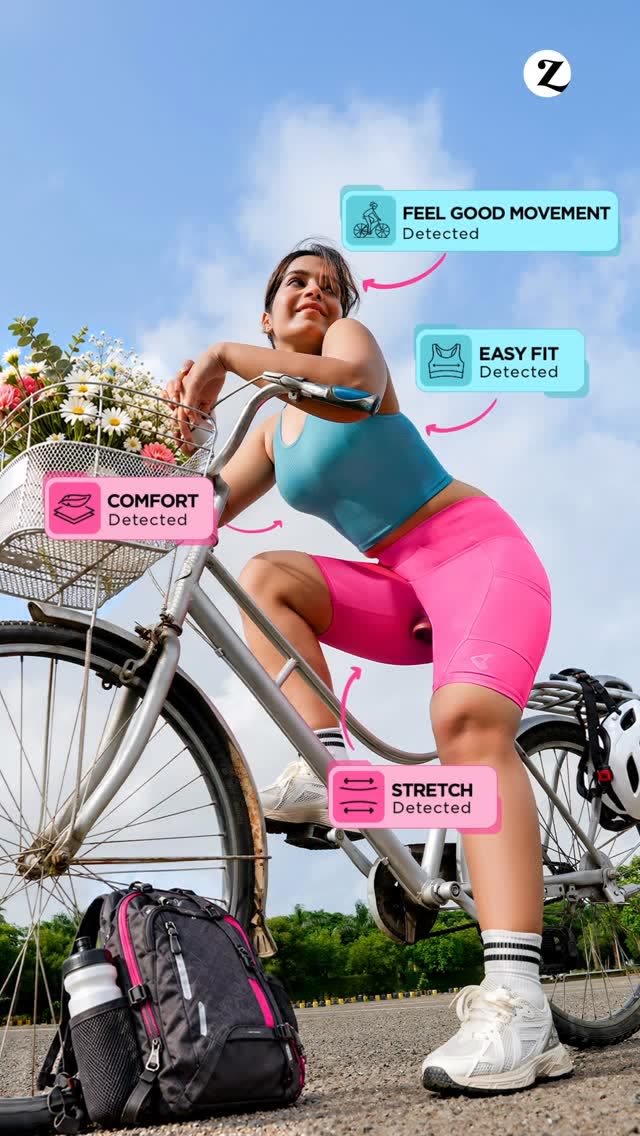 Z
FEEL GOOD MOVEMENT
Detected
EASY FIT
Detected
COMFORT
Detected
STRETCH
Detected